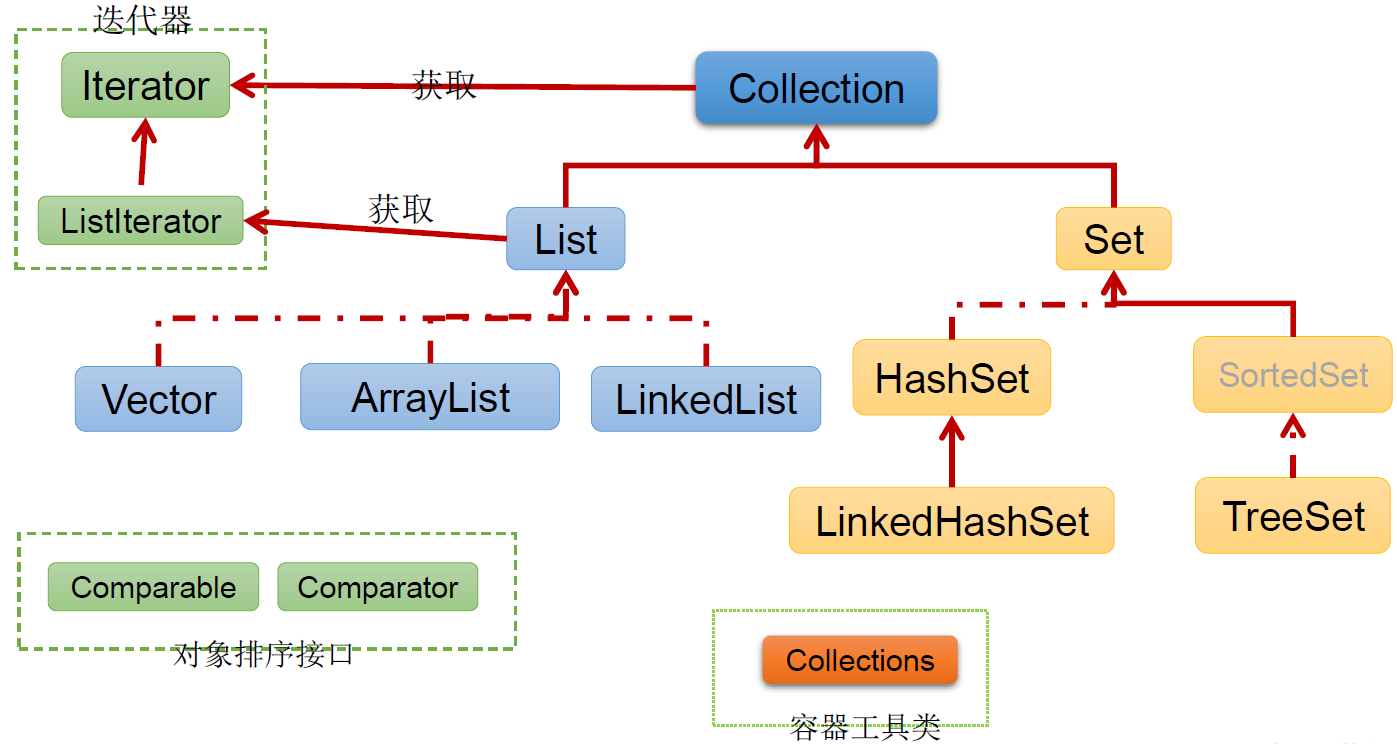 迭代器
Iterator
获取
Collection
ListIterator
获取
List
Set
Vector
ArrayList
LinkedList
HashSet
SortedSet
LinkedHashSet
TreeSet
Comparable
Comparator
对象排序接口
Collections
容器工具类